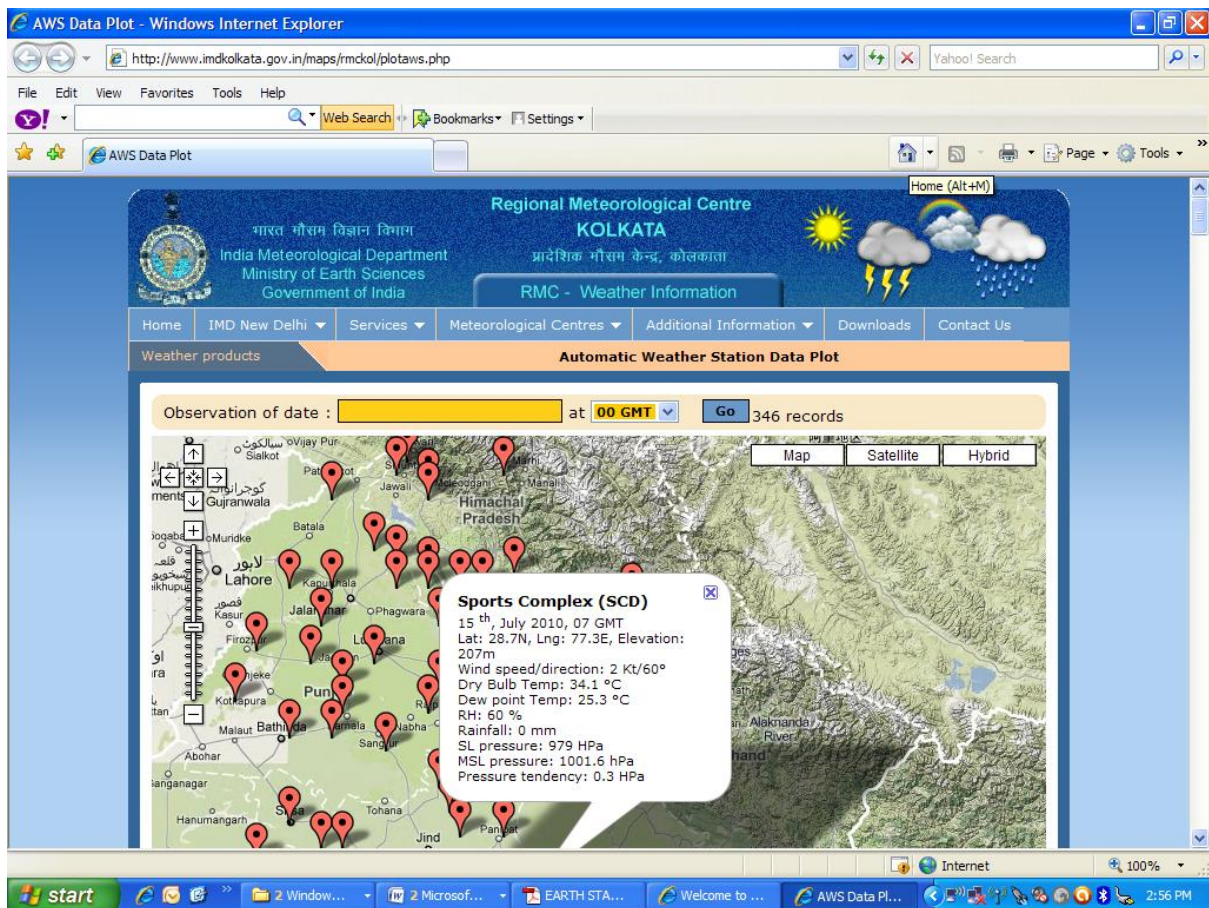 AWS Data Plot - Windows Internet Explorer
http://www.imdkolkata.gov.in/maps/rmckol/plotaws.php
Yahoo! Search
File Edit View Favorites Tools Help
Web Search Bookmarks Settings
AWS Data Plot
Page Tools
Home (Alt+M)
भारत मौसम विज्ञान विभाग
India Meteorological Department
Ministry of Earth Sciences
Government of India
Regional Meteorological Centre
KOLKATA
प्रादेशिक मौसम केन्द्र, कोलकाता
RMC - Weather Information
Home IMD New Delhi Services Meteorological Centres Additional Information Downloads Contact Us
Weather products
Automatic Weather Station Data Plot
Observation of date : at 00 GMT Go 346 records
Map Satellite Hybrid
سیالکوٹ
Sialkot
Vijay Pur
Jawali
Manali
Himachal
Pradesh
گوجرانوالہ
Gujranwala
Batala
Muridke
لاہور
Lahore
قصور
Kasur
Phagwara
Kotkapura
Malaut
Nabha
Abohar
Hanumangarh
Tohana
Jind
Alaknanda
River
Sports Complex (SCD)
15 th, July 2010, 07 GMT
Lat: 28.7N, Lng: 77.3E, Elevation:
207m
Wind speed/direction: 2 Kt/60°
Dry Bulb Temp: 34.1 °C
Dew point Temp: 25.3 °C
RH: 60 %
Rainfall: 0 mm
SL pressure: 979 HPa
MSL pressure: 1001.6 hPa
Pressure tendency: 0.3 HPa
Internet 100%
start 2 Window... 2 Microsof... EARTH STA... Welcome to ... AWS Data Pl... 2:56 PM